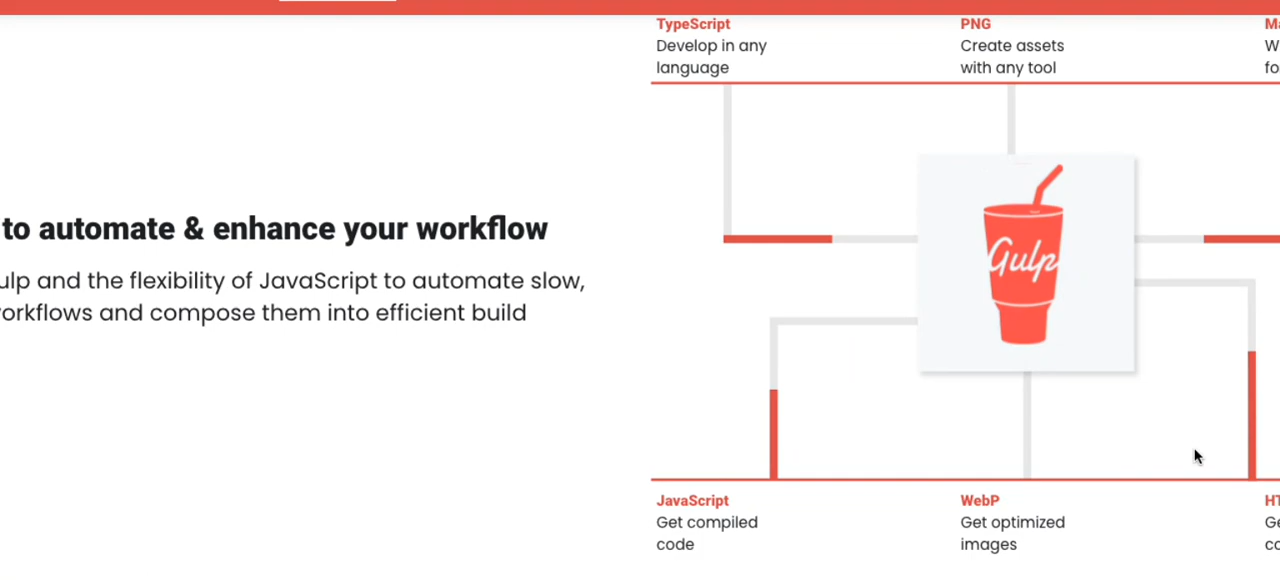 to automate & enhance your workflow
ulp and the flexibility of JavaScript to automate slow,
orkflows and compose them into efficient build
TypeScript
Develop in any
language
PNG
Create assets
with any tool
Gulp
JavaScript
Get compiled
code
WebP
Get optimized
images